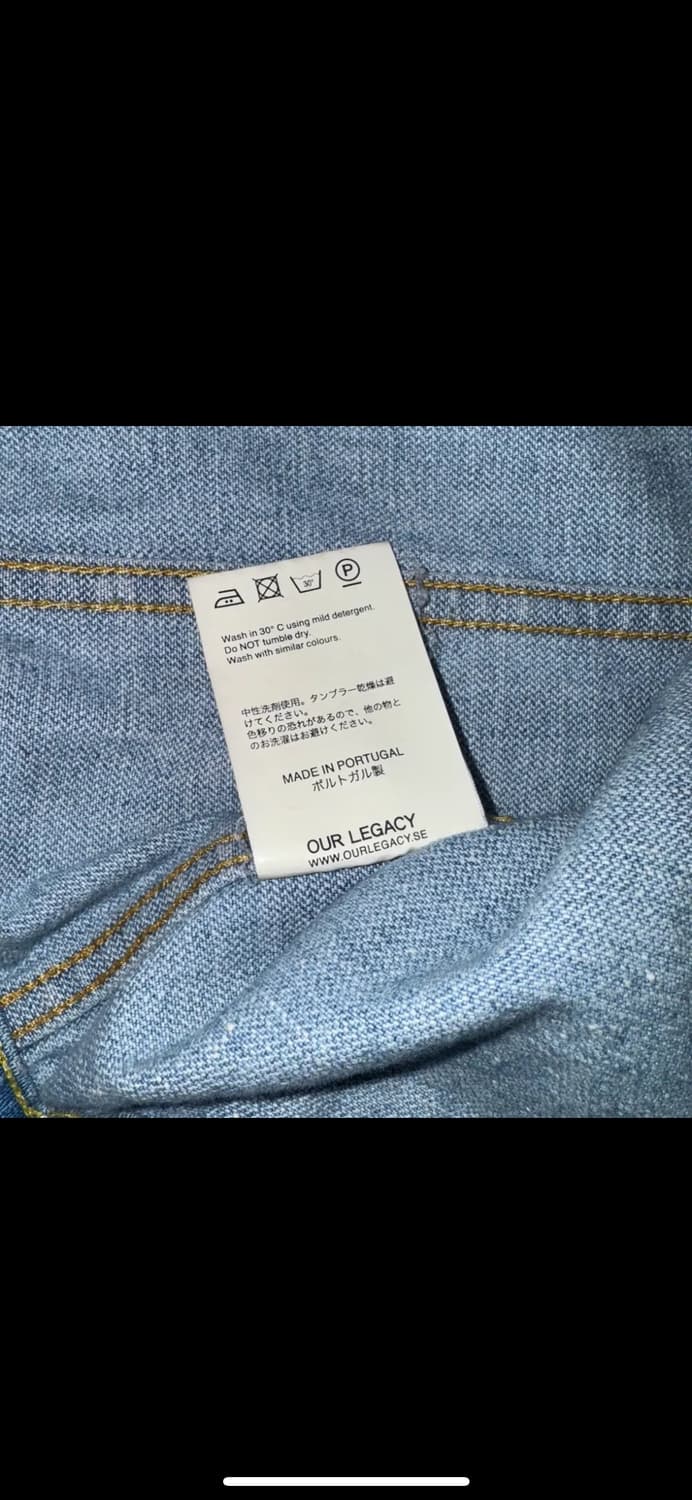 P
30°
Wash in 30° C using mild detergent.
Do NOT tumble dry.
Wash with similar colours.
中性洗剤使用。タンブラー乾燥は避
けてください。
色移りの恐れがあるので、他の物と
のお洗濯はお避けください。
MADE IN PORTUGAL
ポルトガル製
OUR LEGACY
WWW.OURLEGACY.SE